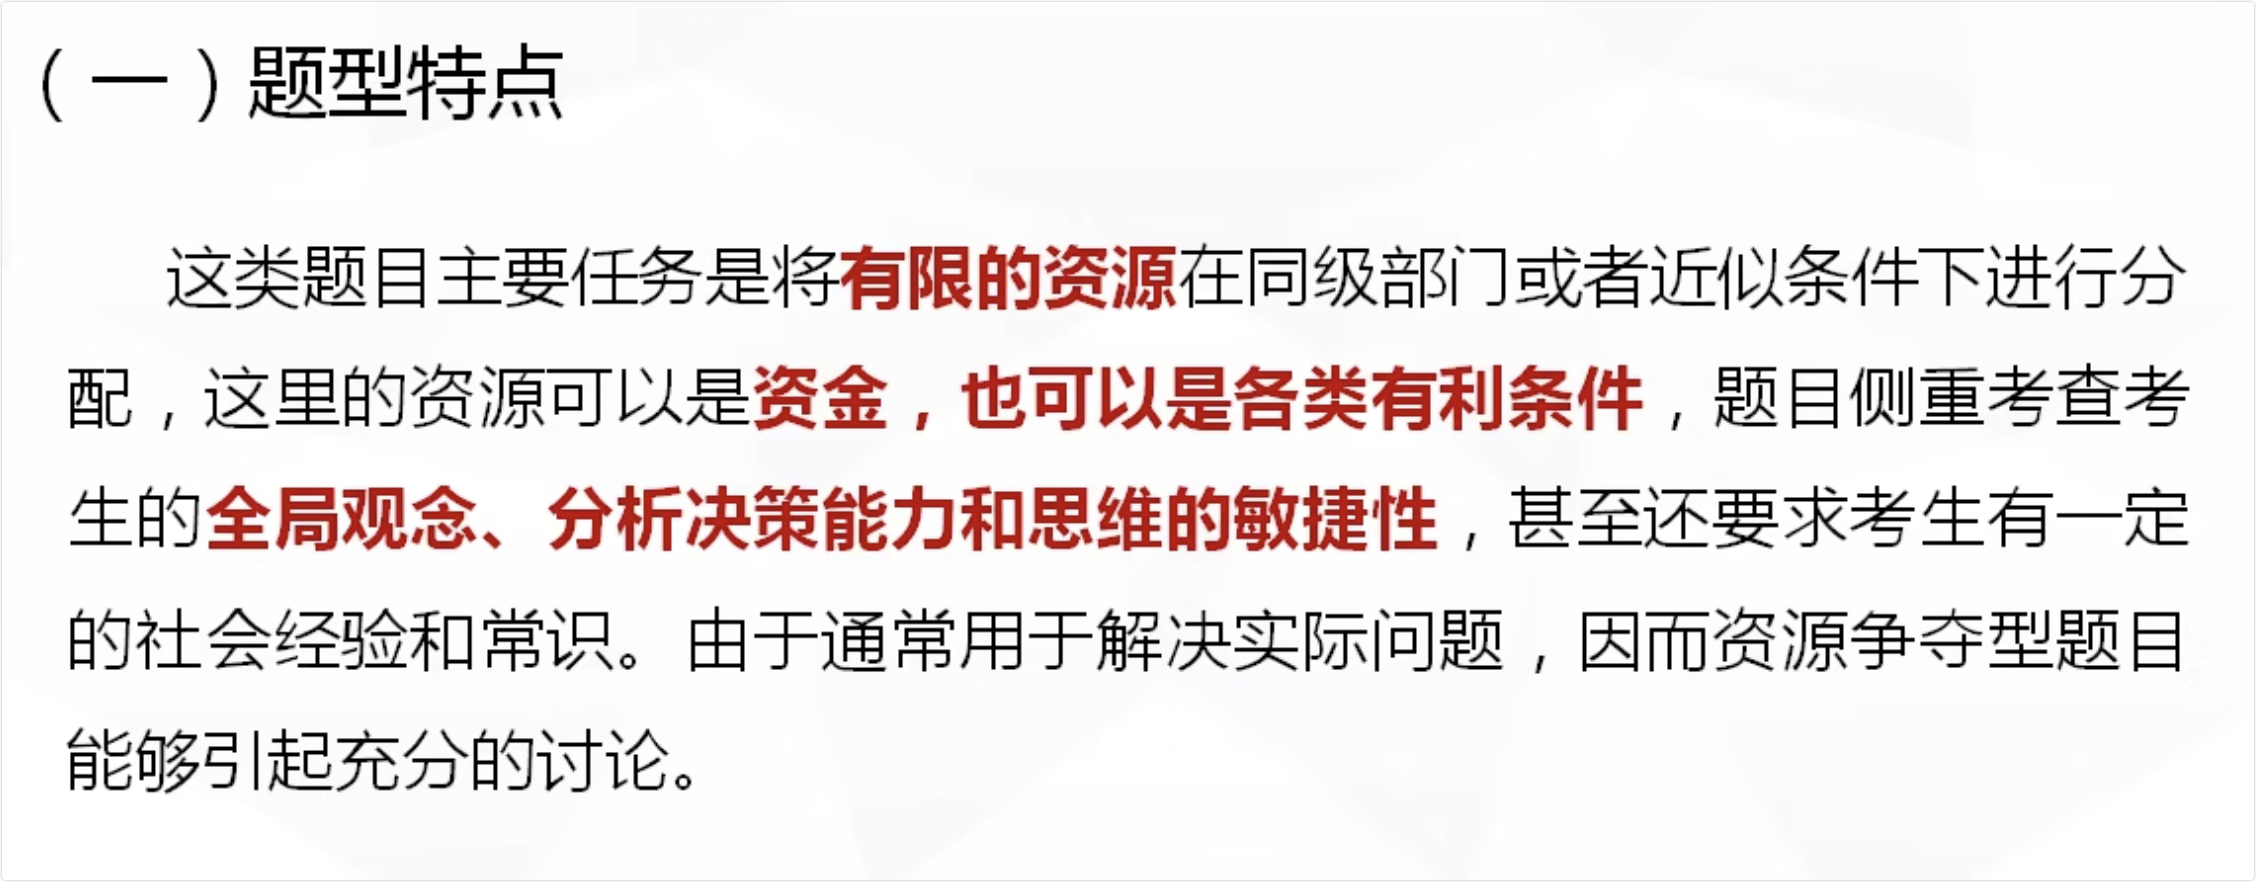 （一）题型特点
这类题目主要任务是将有限的资源在同级部门或者近似条件下进行分
配，这里的资源可以是资金，也可以是各类有利条件，题目侧重考查考
生的全局观念、分析决策能力和思维的敏捷性，甚至还要求考生有一定
的社会经验和常识。由于通常用于解决实际问题，因而资源争夺型题目
能够引起充分的讨论。